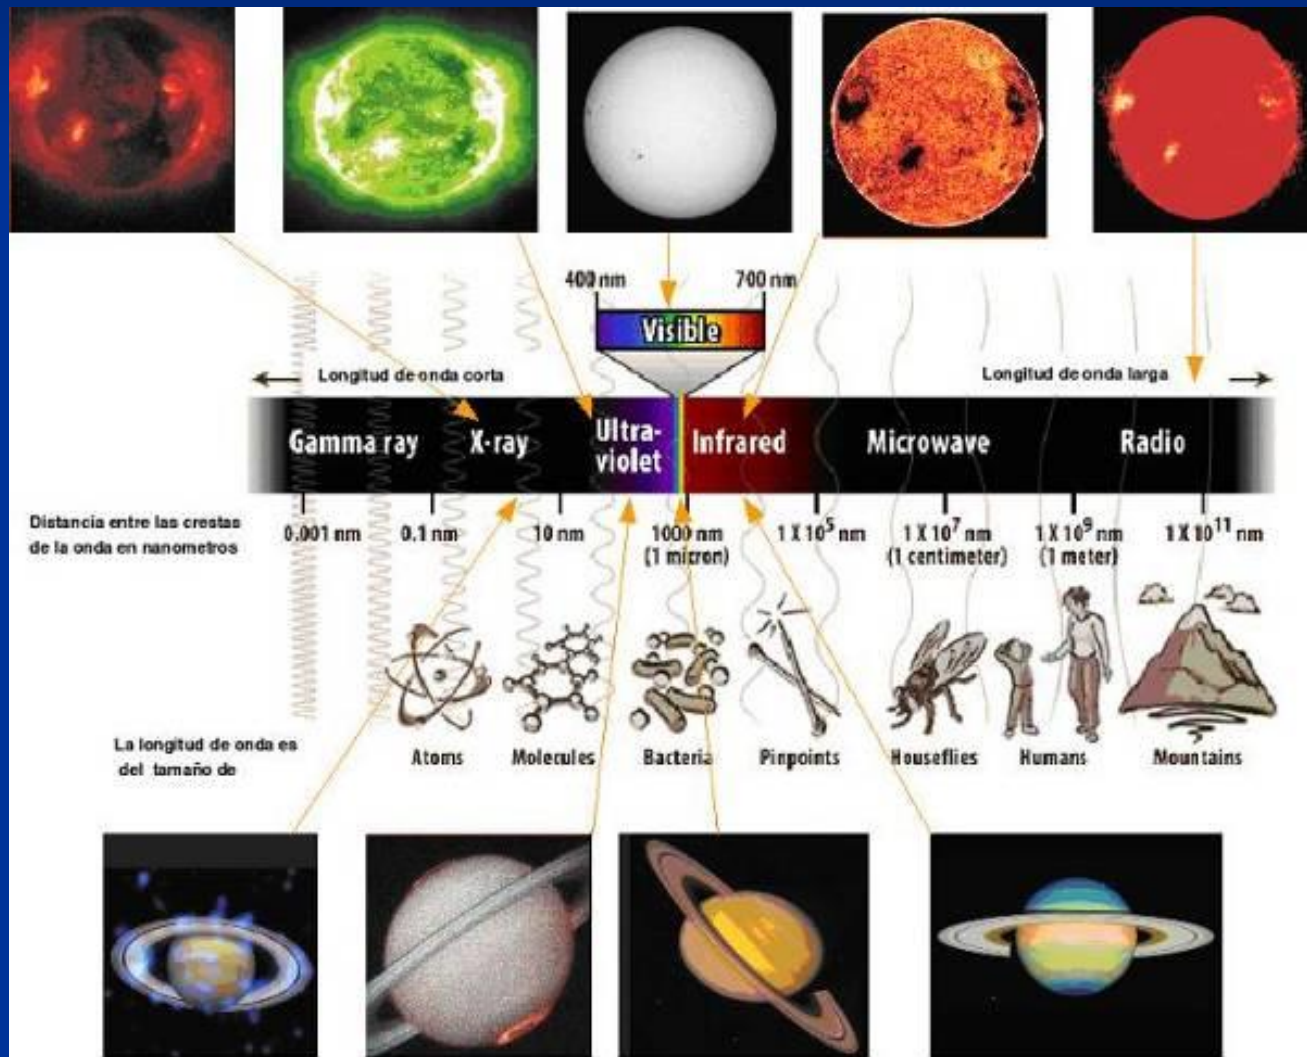 400 nm 700 nm
Visible
Longitud de onda corta
Longitud de onda larga
Gamma ray X-ray Ultra-
violet Infrared Microwave Radio
Distancia entre las crestas
de la onda en nanometros
0.001 nm 0.1 nm 10 nm 1000 nm
(1 micron) 1 X 10⁵ nm 1 X 10⁷ nm
(1 centimeter) 1 X 10⁹ nm
(1 meter) 1 X 10¹¹ nm
La longitud de onda es
del tamaño de
Atoms Molecules Bacteria Pinpoints Houseflies Humans Mountains